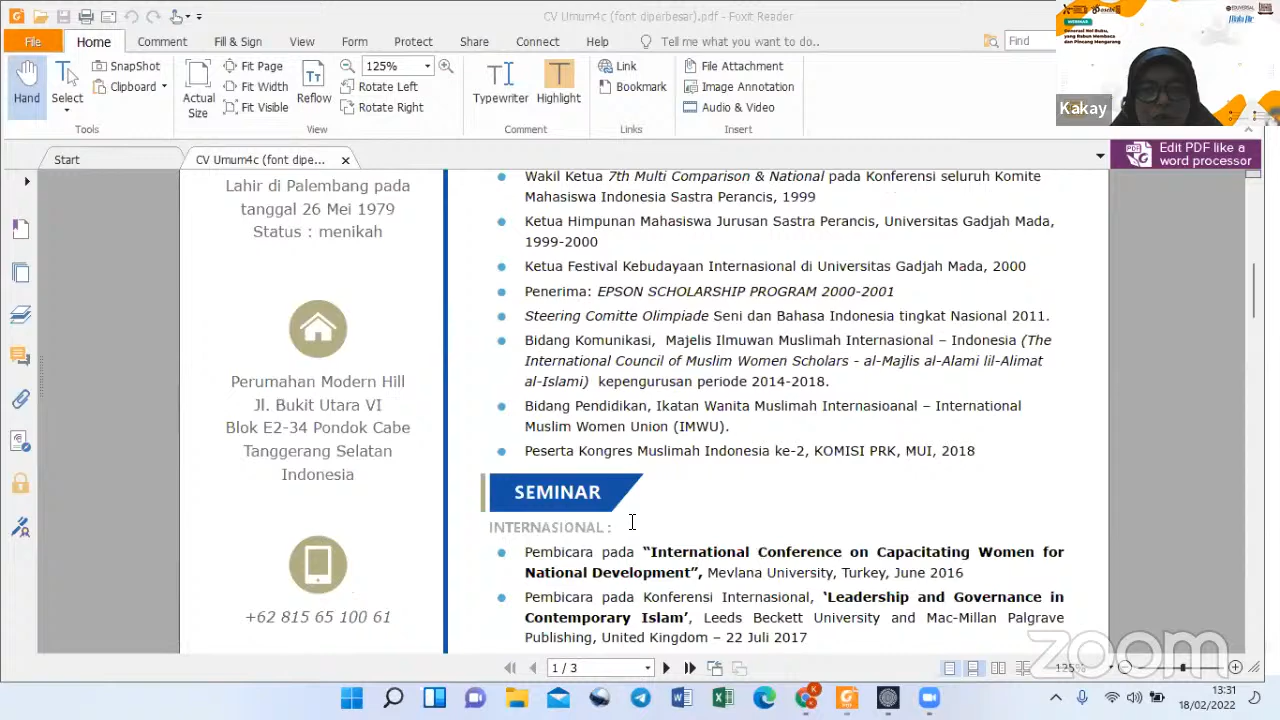 CV Umum4c (font diperbesar).pdf - Foxit Reader
File
Home
Comment
& Sign
Share
Connect
Help
Tell me what you want to do...
Find
Hand
Select
SnapShot
Clipboard
Tools
Actual
Size
Fit Page
Fit Width
Fit Visible
Reflow
125%
Rotate Left
Rotate Right
View
Typewriter
Highlight
Comment
Link
Bookmark
Links
File Attachment
Image Annotation
Audio & Video
Insert
WEBINAR
Generasi Nol Buku,
yang Rabun Membaca
dan Pincang Mengarang
EDUVERSAL
Kakay
Start
CV Umum4c (font dipe...
Edit PDF like a
word processor
Lahir di Palembang pada
tanggal 26 Mei 1979
Status : menikah
Perumahan Modern Hill
Jl. Bukit Utara VI
Blok E2-34 Pondok Cabe
Tanggerang Selatan
Indonesia
+62 815 65 100 61
Wakil Ketua 7th Multi Comparison & National pada Konferensi seluruh Komite
Mahasiswa Indonesia Sastra Perancis, 1999
Ketua Himpunan Mahasiswa Jurusan Sastra Perancis, Universitas Gadjah Mada,
1999-2000
Ketua Festival Kebudayaan Internasional di Universitas Gadjah Mada, 2000
Penerima: EPSON SCHOLARSHIP PROGRAM 2000-2001
Steering Comitte Olimpiade Seni dan Bahasa Indonesia tingkat Nasional 2011.
Bidang Komunikasi, Majelis Ilmuwan Muslimah Internasional – Indonesia (The
International Council of Muslim Women Scholars - al-Majlis al-Alami lil-Alimat
al-Islami) kepengurusan periode 2014-2018.
Bidang Pendidikan, Ikatan Wanita Muslimah Internasioanal – International
Muslim Women Union (IMWU).
Peserta Kongres Muslimah Indonesia ke-2, KOMISI PRK, MUI, 2018
SEMINAR
INTERNASIONAL :
Pembicara pada “International Conference on Capacitating Women for
National Development”, Mevlana University, Turkey, June 2016
Pembicara pada Konferensi Internasional, ‘Leadership and Governance in
Contemporary Islam’, Leeds Beckett University and Mac-Millan Palgrave
Publishing, United Kingdom – 22 Juli 2017
zoom
1 / 3
125%
13:31
18/02/2022